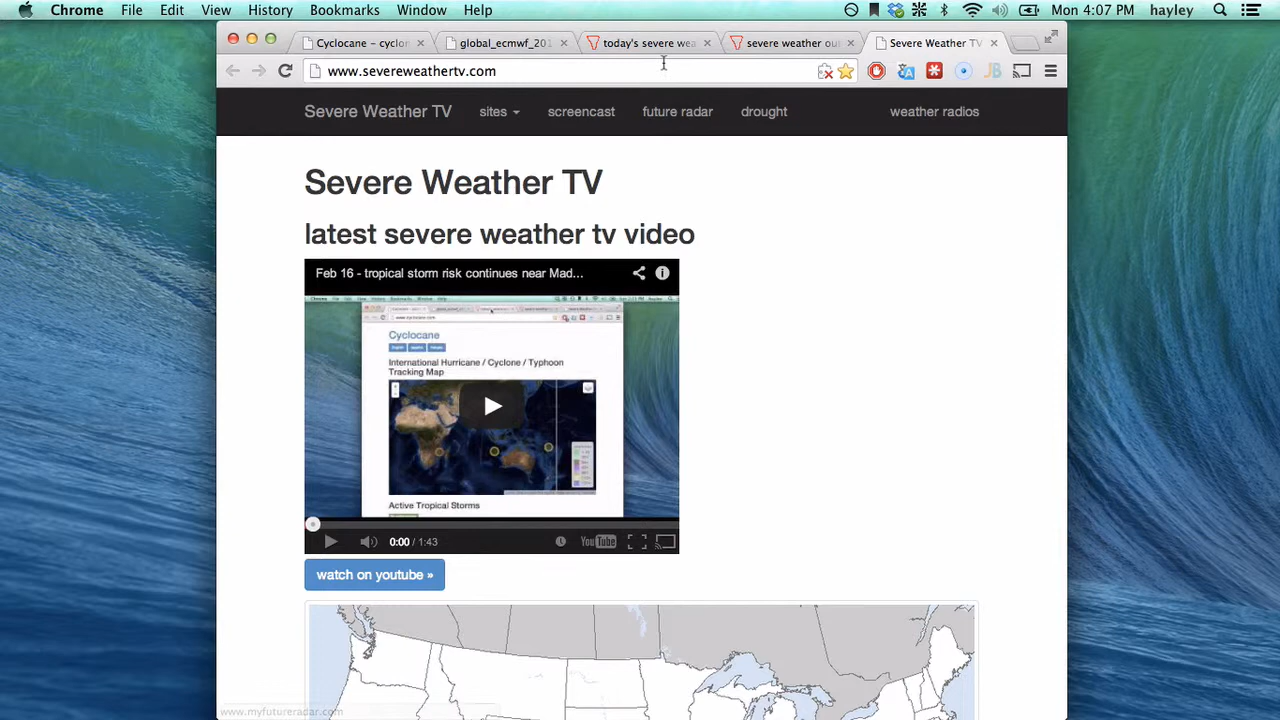 Chrome File Edit View History Bookmarks Window Help Mon 4:07 PM hayley
Cyclocane – cyclon global_ecmwf_201 today's severe wea severe weather ou Severe Weather TV
www.severeweathertv.com
Severe Weather TV sites screencast future radar drought weather radios
Severe Weather TV
latest severe weather tv video
Feb 16 - tropical storm risk continues near Mad...
Cyclocane
International Hurricane / Cyclone / Typhoon
Tracking Map
Active Tropical Storms
0:00 / 1:43 YouTube
watch on youtube »
www.myfutureradar.com